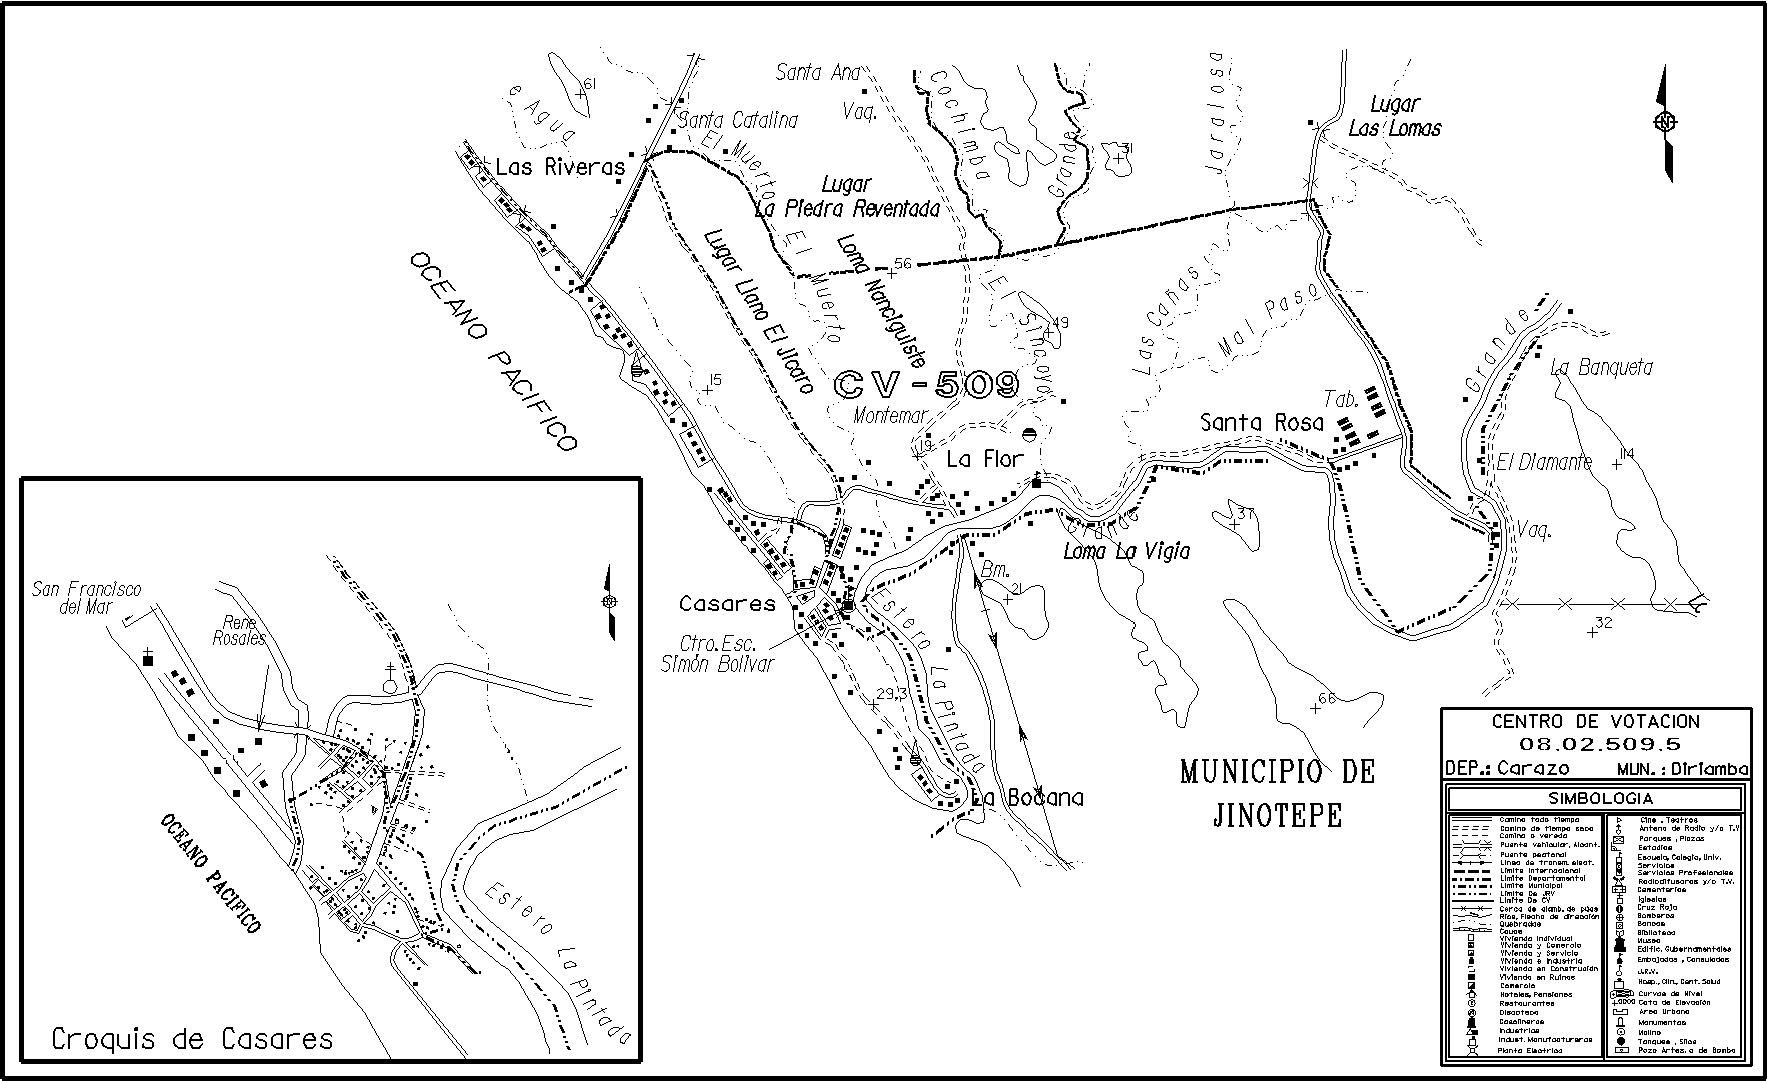 61
e Agua
Santa Catalina
Las Riveras
El Muerto
Santa Ana
Vaq.
Cochimba
Grande
31
Jaralosa
Lugar
Las Lomas
N
Lugar
La Piedra Reventada
OCEANO PACIFICO
Lugar Llano El Jicaro
El Muerto
Loma Nanciguiste
56
El Sincoyo
49
Las Cañas
Mal Paso
Grande
La Banqueta
15
CV-509
Montemar
79
La Flor
Santa Rosa
Tab.
El Diamante
114
Vaq.
Grande
37
Loma La Vigia
Bm.
21
Casares
Ctro. Esc.
Simón Bolivar
Estero La Pintada
29.3
La Bocana
32
66
MUNICIPIO DE
JINOTEPE
San Francisco
del Mar
Rene
Rosales
OCEANO PACIFICO
Estero La Pintada
Croquis de Casares
CENTRO DE VOTACION
08.02.509.5
DEP.: Carazo MUN.: Diriamba
SIMBOLOGIA
Camino todo tiempo
Camino de tiempo seco
Camino o vereda
Puente vehicular, Alcant.
Puente peatonal
Linea de transm. elect.
Limite Internacional
Limite Departamental
Limite Municipal
Limite De JRV
Limite De CV
Cerca de alamb. de púas
Ríos, Flecha de dirección
Quebradas
Cauce
Vivienda Individual
Vivienda y Comercio
Vivienda y Servicio
Vivienda e Industria
Vivienda en Construción
Vivienda en Ruinas
Comercio
Hoteles, Pensiones
Restaurantes
Discoteca
Gasolineras
Industrias
Indust. Manufactureras
Planta Electrica
Cine, Teatros
Antena de Radio y/o T.V
Parques, Plazas
Estadios
Escuela, Colegio, Univ.
Servicios
Servicios Profesionales
Radiodifusoras y/o T.V.
Cementerios
Iglesias
Cruz Roja
Bomberos
Bancos
Biblioteca
Museo
Edific. Gubernamentales
Embajadas, Consulados
J.R.V.
Hosp., Clin., Cent. Salud
Curvas de Nivel
Cota de Elevación
Area Urbana
Monumentos
Molino
Tanques, Silos
Pozo Artes. o de Bomba